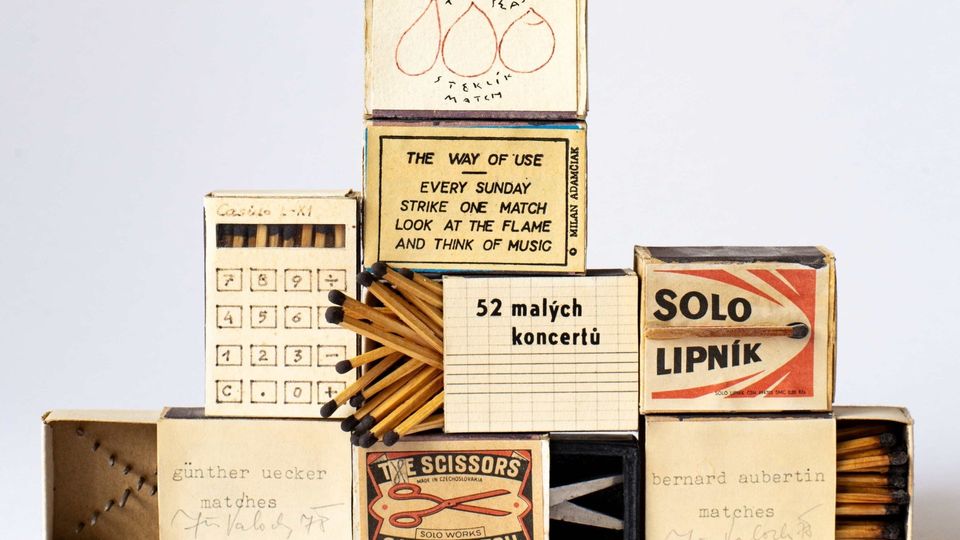 STEKLÍK
MATCH
THE WAY OF USE
EVERY SUNDAY
STRIKE ONE MATCH
LOOK AT THE FLAME
AND THINK OF MUSIC
© MILAN ADAMČIAK
7 8 9 ÷
4 5 6
1 2 3 –
C . 0 +
52 malých
koncertů
SOLO
LIPNÍK
günther uecker
matches
THE SCISSORS
MADE IN CZECHOSLOVAKIA
SOLO WORKS
bernard aubertin
matches